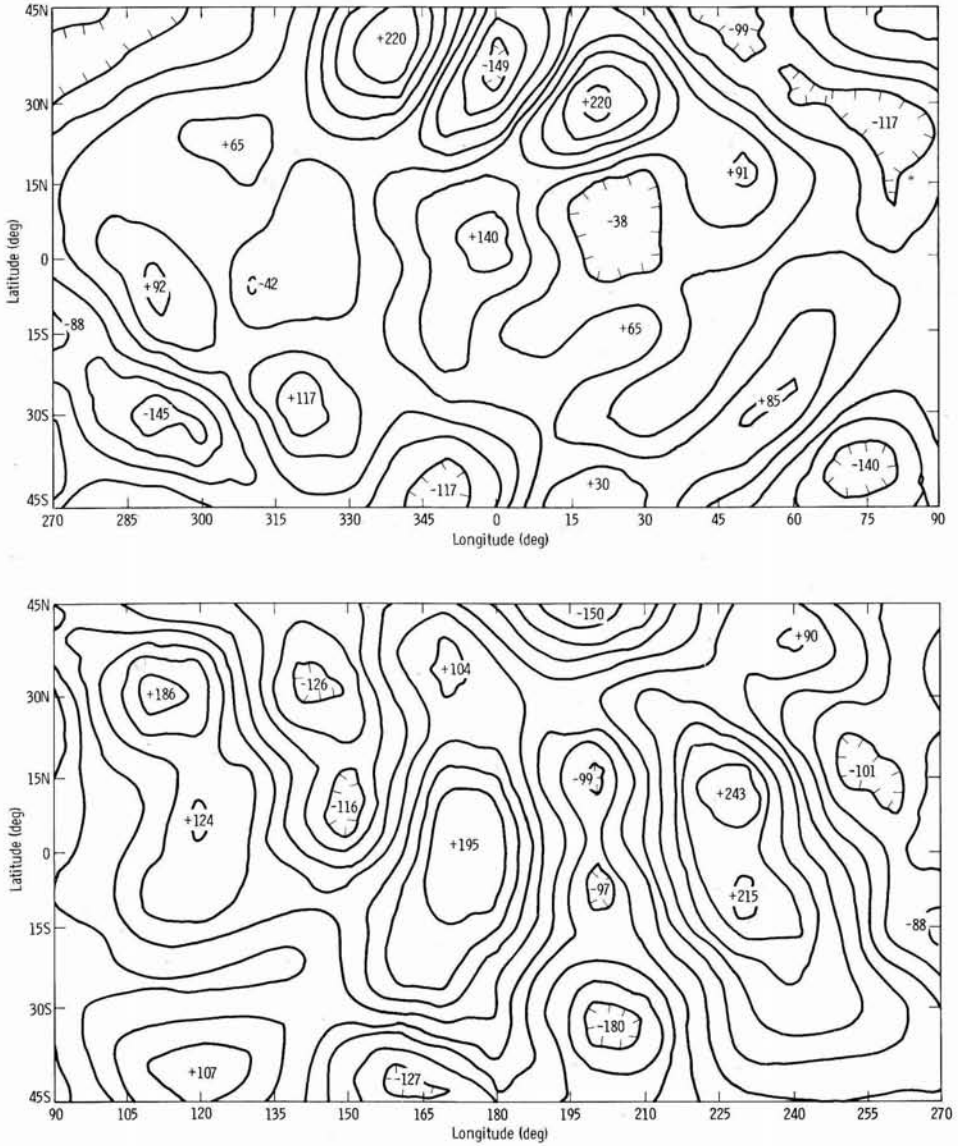 45N
+220
-149
-99
30N
+220
-117
+65
+91
15N
-38
+140
0
+92
-42
-88
15S
+65
+117
+85
30S
-145
-140
-117
+30
45S
270 285 300 315 330 345 0 15 30 45 60 75 90
Longitude (deg)
Latitude (deg)
45N
-150
+90
+104
-126
30N
+186
-101
15N
-99
+243
-116
+124
+195
0
-97
+215
-88
15S
30S
-180
+107
-127
45S
90 105 120 135 150 165 180 195 210 225 240 255 270
Longitude (deg)
Latitude (deg)